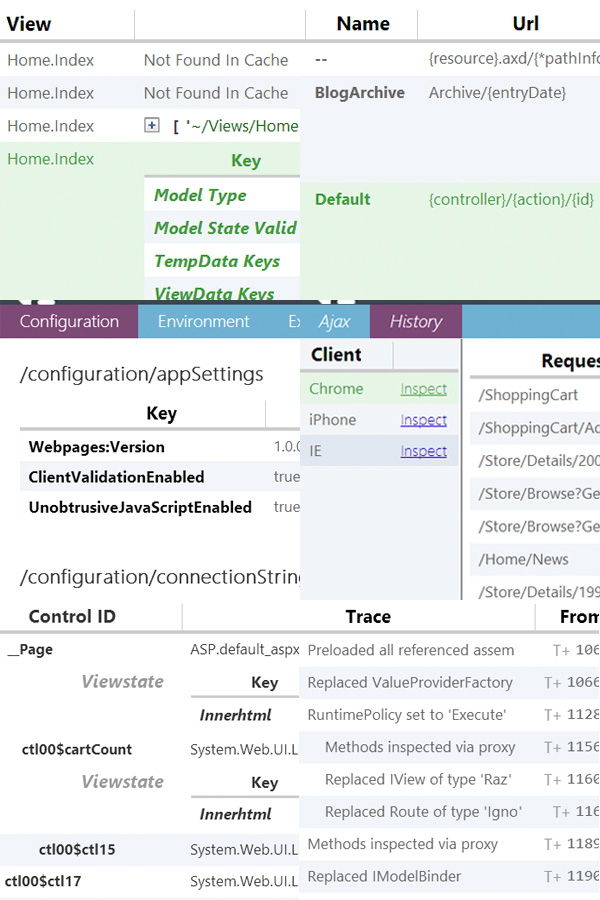 View
Home.Index Not Found In Cache
Home.Index Not Found In Cache
Home.Index + [ '~/Views/Home
Home.Index Key
Model Type
Model State Valid
TempData Keys
ViewData Keys
Name Url
-- {resource}.axd/{*pathInfo
BlogArchive Archive/{entryDate}
Default {controller}/{action}/{id}
Configuration Environment
/configuration/appSettings
Key
Webpages:Version 1.0.0
ClientValidationEnabled true
UnobtrusiveJavaScriptEnabled true
/configuration/connectionString
Ajax History
Client
Chrome Inspect
iPhone Inspect
IE Inspect
Reques
/ShoppingCart
/ShoppingCart/Ad
/Store/Details/200
/Store/Browse?Ge
/Store/Browse?Ge
/Home/News
/Store/Details/199
Control ID
__Page ASP.default_aspx
Viewstate Key
Innerhtml
ctl00$cartCount System.Web.UI.L
Viewstate Key
Innerhtml
ctl00$ctl15 System.Web.UI.L
ctl00$ctl17 System.Web.UI.L
Trace From
Preloaded all referenced assem T+ 106
Replaced ValueProviderFactory T+ 1066
RuntimePolicy set to 'Execute' T+ 1128
Methods inspected via proxy T+ 1156
Replaced IView of type 'Raz' T+ 1160
Replaced Route of type 'Igno' T+ 116
Methods inspected via proxy T+ 1189
Replaced IModelBinder T+ 1190